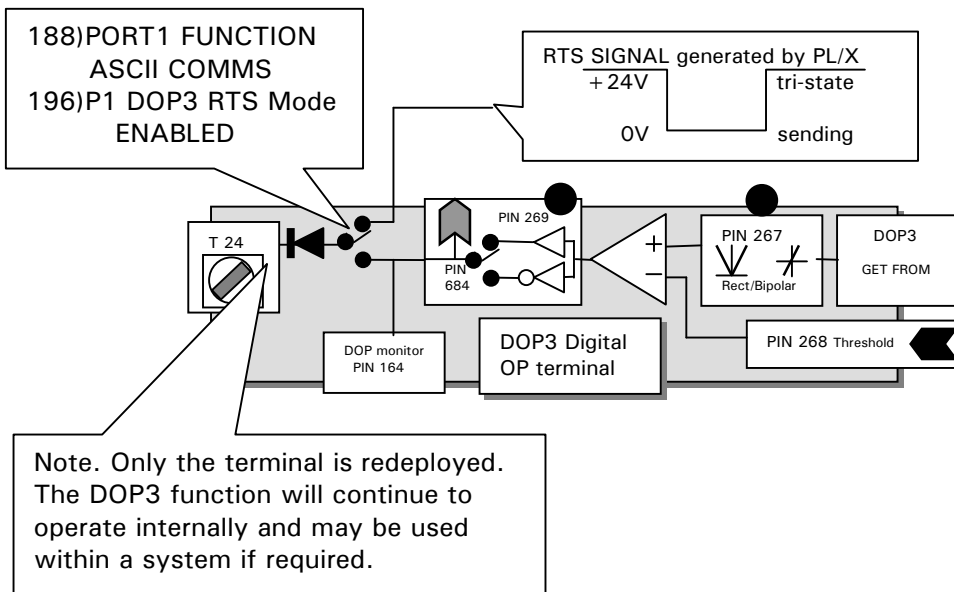 188)PORT1 FUNCTION
ASCII COMMS
196)P1 DOP3 RTS Mode
ENABLED
RTS SIGNAL generated by PL/X
+24V
tri-state
0V
sending
T 24
PIN 269
PIN
684
PIN 267
Rect/Bipolar
DOP3
GET FROM
DOP monitor
PIN 164
DOP3 Digital
OP terminal
PIN 268 Threshold
Note. Only the terminal is redeployed.
The DOP3 function will continue to
operate internally and may be used
within a system if required.